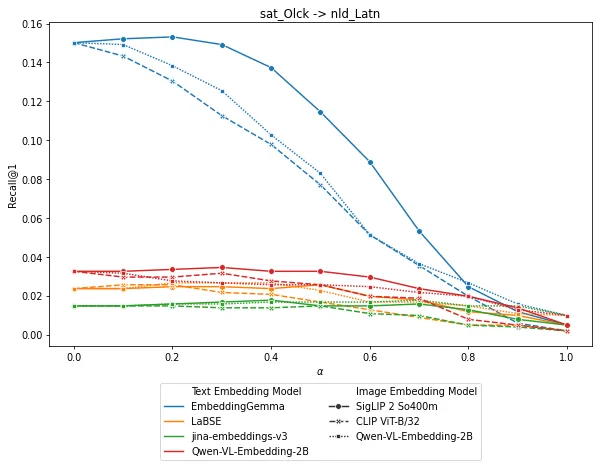 sat_Olck -> nld_Latn
Recall@1
0.16
0.14
0.12
0.10
0.08
0.06
0.04
0.02
0.00
0.0 0.2 0.4 0.6 0.8 1.0
α
Text Embedding Model Image Embedding Model
EmbeddingGemma SigLIP 2 So400m
LaBSE CLIP ViT-B/32
jina-embeddings-v3 Qwen-VL-Embedding-2B
Qwen-VL-Embedding-2B